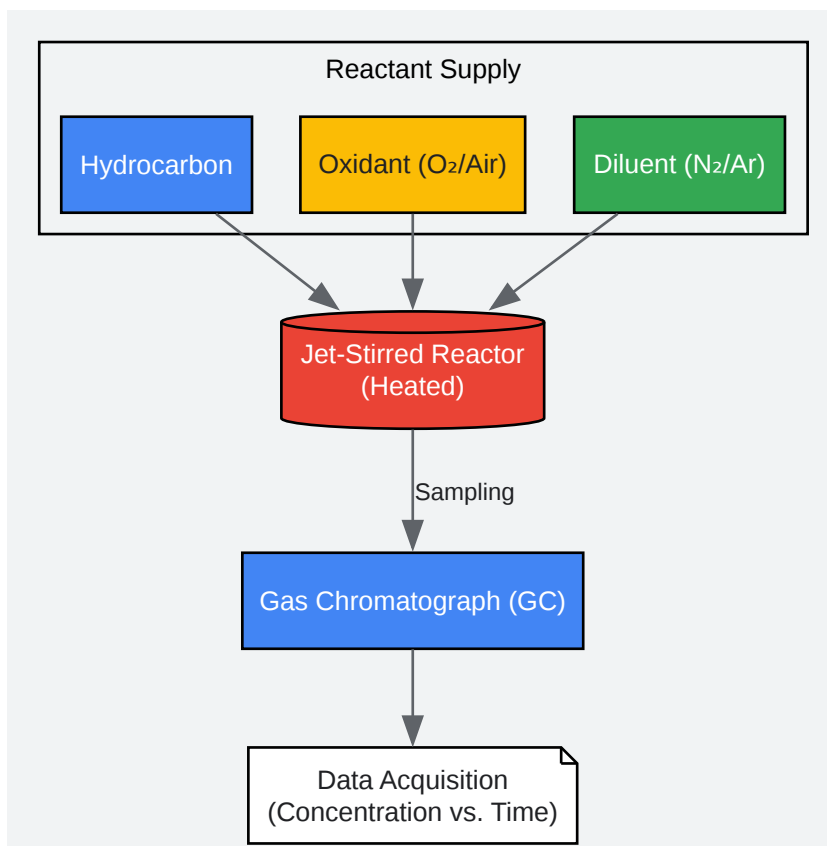 Reactant Supply
Hydrocarbon
Oxidant (O₂/Air)
Diluent (N₂/Ar)
Jet-Stirred Reactor
(Heated)
Sampling
Gas Chromatograph (GC)
Data Acquisition
(Concentration vs. Time)